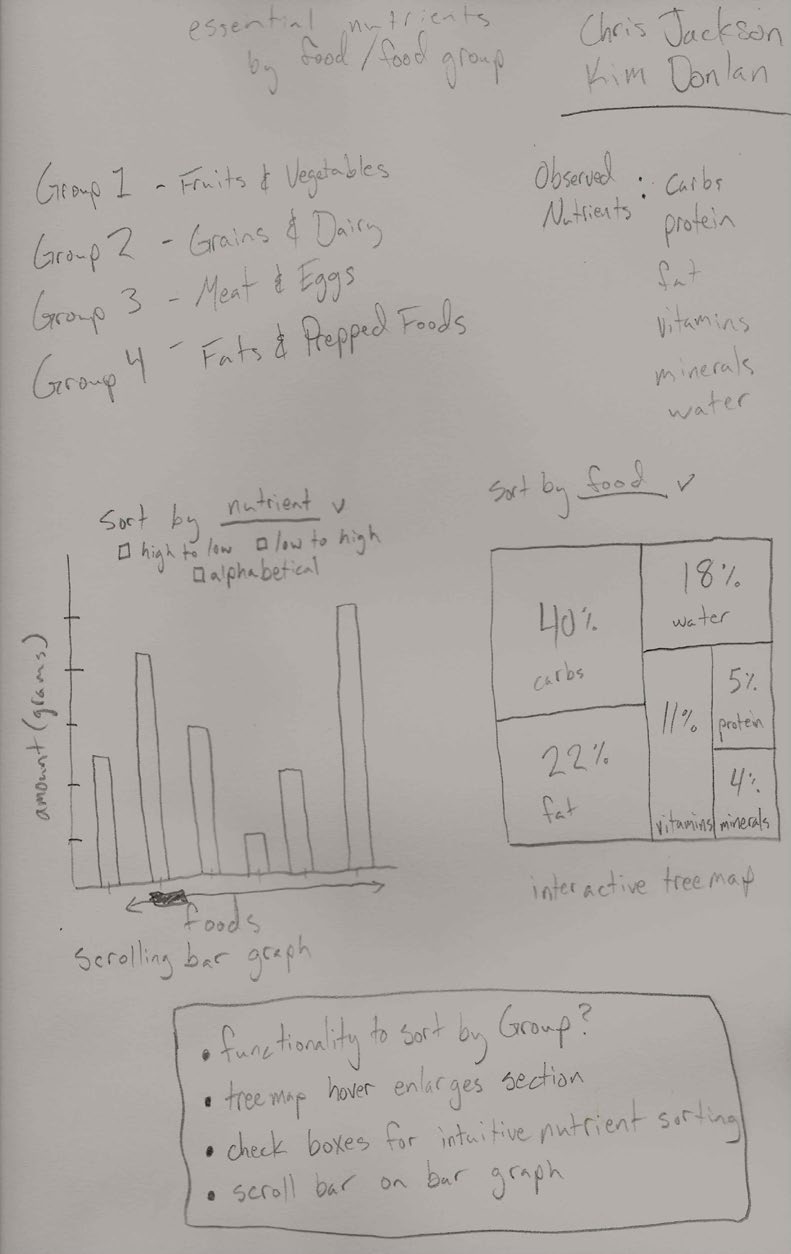 essential nutrients
by food/food group
Chris Jackson
Kim Donlan
Group 1 - Fruits & Vegetables
Group 2 - Grains & Dairy
Group 3 - Meat & Eggs
Group 4 - Fats & Prepped Foods
Observed
Nutrients :
carbs
protein
fat
vitamins
minerals
water
Sort by nutrient v
high to low low to high
alphabetical
amount (grams)
foods
scrolling bar graph
sort by food v
40%
carbs
18%
water
22%
fat
11%
vitamins
5%
protein
4%
minerals
interactive treemap
• functionality to sort by Group?
• treemap hover enlarges section
• check boxes for intuitive nutrient sorting
• scroll bar on bar graph